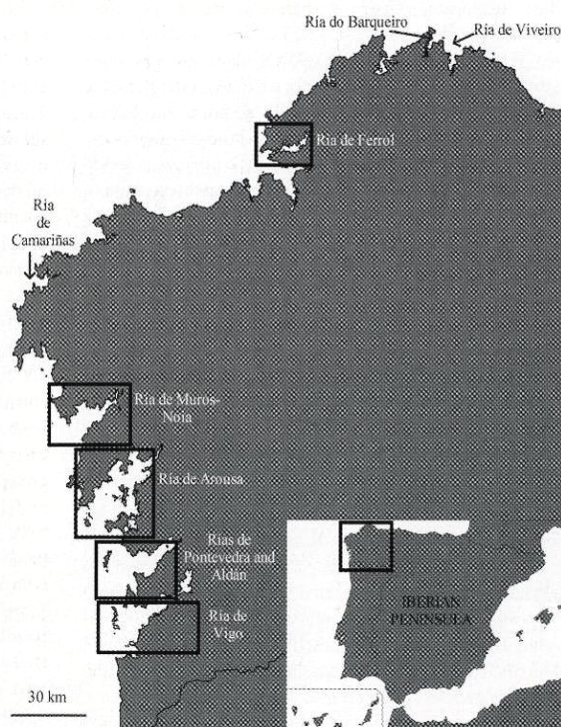 Ría do Barqueiro
Ría de Viveiro
Ría de Ferrol
Ría
de
Camariñas
Ría de Muros-
Noia
Ría de Arousa
Rías de
Pontevedra and
Aldán
Ría de
Vigo
IBERIAN
PENINSULA
30 km